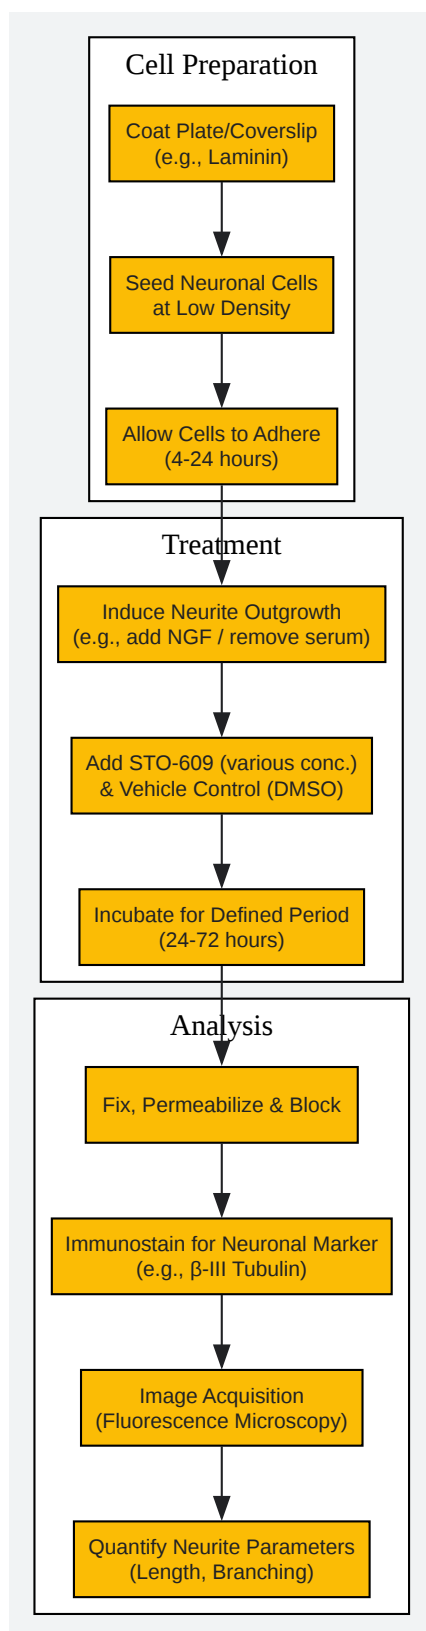 Cell Preparation
Coat Plate/Coverslip
(e.g., Laminin)
Seed Neuronal Cells
at Low Density
Allow Cells to Adhere
(4-24 hours)
Treatment
Induce Neurite Outgrowth
(e.g., add NGF / remove serum)
Add STO-609 (various conc.)
& Vehicle Control (DMSO)
Incubate for Defined Period
(24-72 hours)
Analysis
Fix, Permeabilize & Block
Immunostain for Neuronal Marker
(e.g., β-III Tubulin)
Image Acquisition
(Fluorescence Microscopy)
Quantify Neurite Parameters
(Length, Branching)